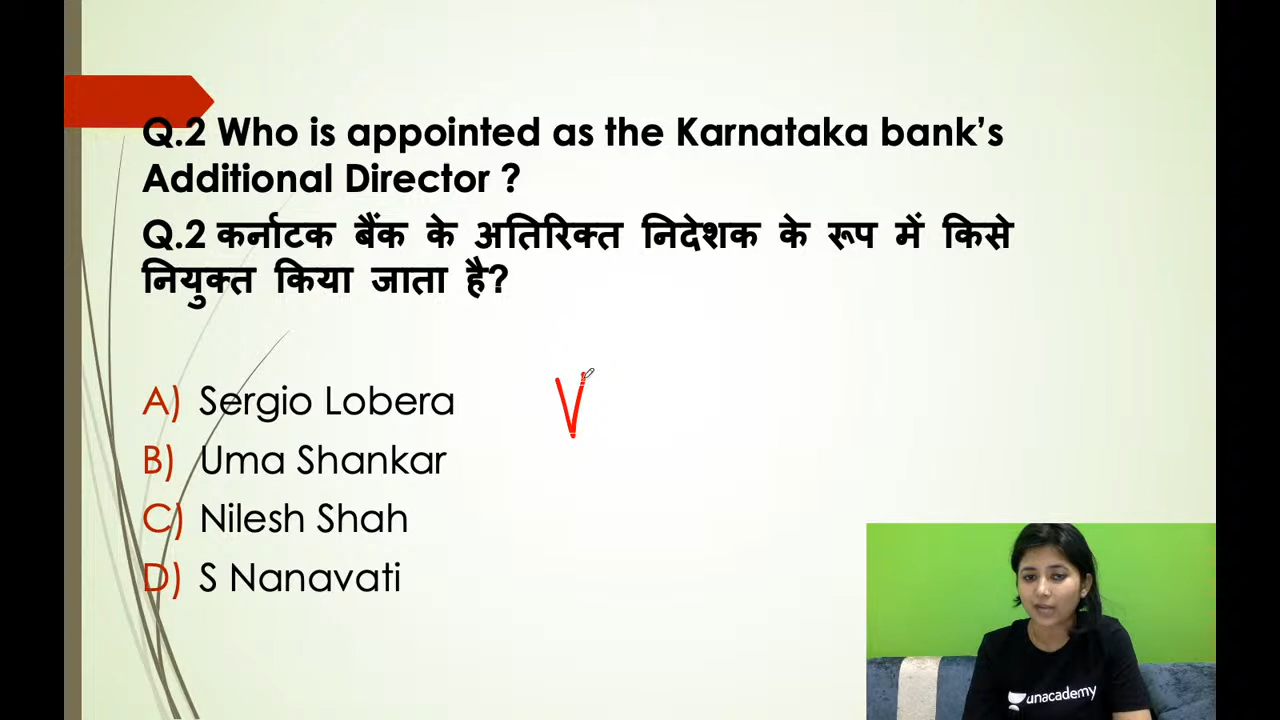 Q.2 Who is appointed as the Karnataka bank's
Additional Director ?
Q.2 कर्नाटक बैंक के अतिरिक्त निदेशक के रूप में किसे
नियुक्त किया जाता है?
A) Sergio Lobera
V
B) Uma Shankar
C) Nilesh Shah
D) S Nanavati
unacademy